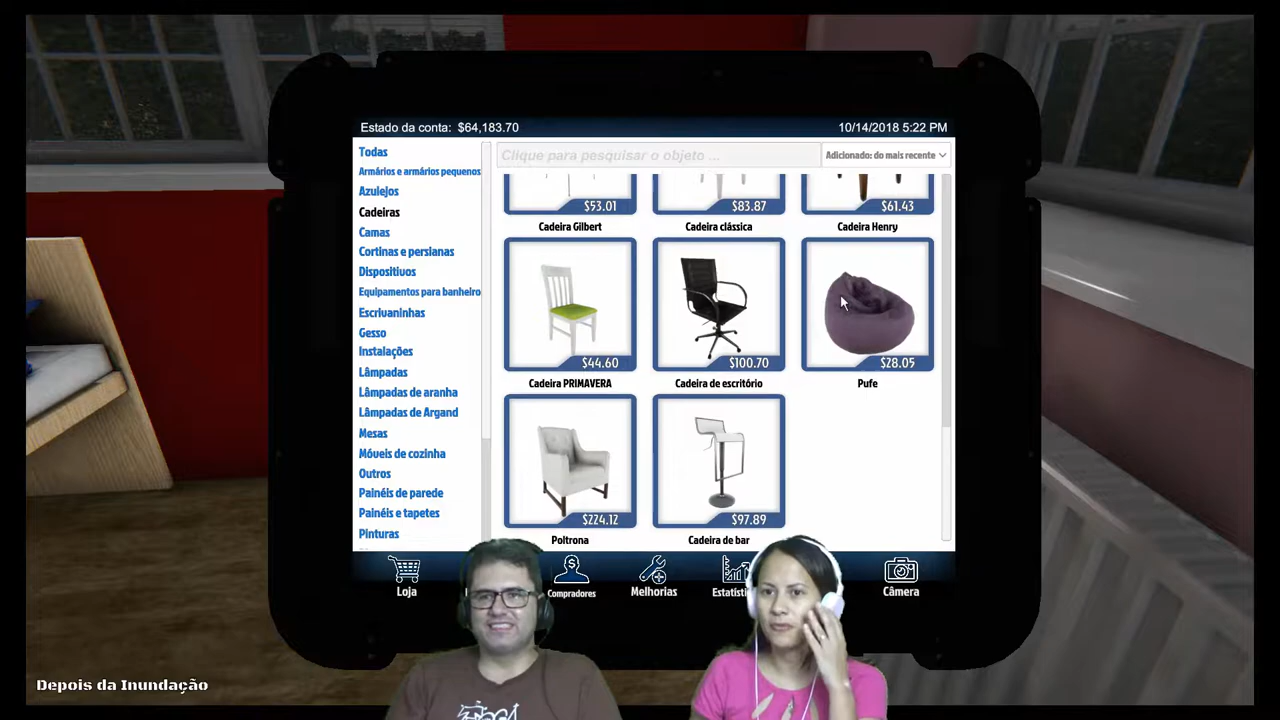 Estado da conta: $64,183.70
10/14/2018 5:22 PM
Todas
Armários e armários pequenos
Azulejos
Cadeiras
Camas
Cortinas e persianas
Dispositivos
Equipamentos para banheiro
Escrivaninhas
Gesso
Instalações
Lâmpadas
Lâmpadas de aranha
Lâmpadas de Argand
Mesas
Móveis de cozinha
Outros
Painéis de parede
Painéis e tapetes
Pinturas
Clique para pesquisar o objeto ...
Adicionado: do mais recente
$53.01
$83.87
$61.43
Cadeira Gilbert
Cadeira clássica
Cadeira Henry
$44.60
$100.70
$28.05
Cadeira PRIMAVERA
Cadeira de escritório
Pufe
$224.12
$97.89
Poltrona
Cadeira de bar
Loja
Compradores
Melhorias
Estatísti
Câmera
Depois da Inundação